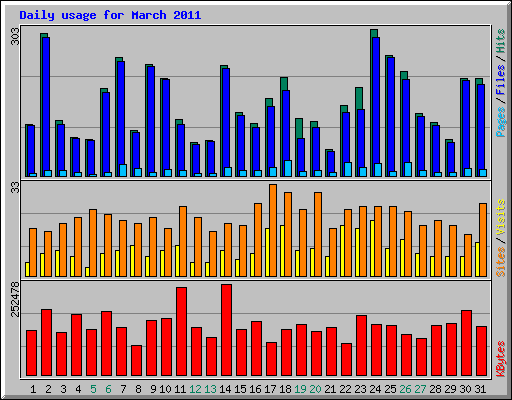 Daily usage for March 2011
303
Pages / Files / Hits
33
Sites / Visits
252478
KBytes
1 2 3 4 5 6 7 8 9 10 11 12 13 14 15 16 17 18 19 20 21 22 23 24 25 26 27 28 29 30 31